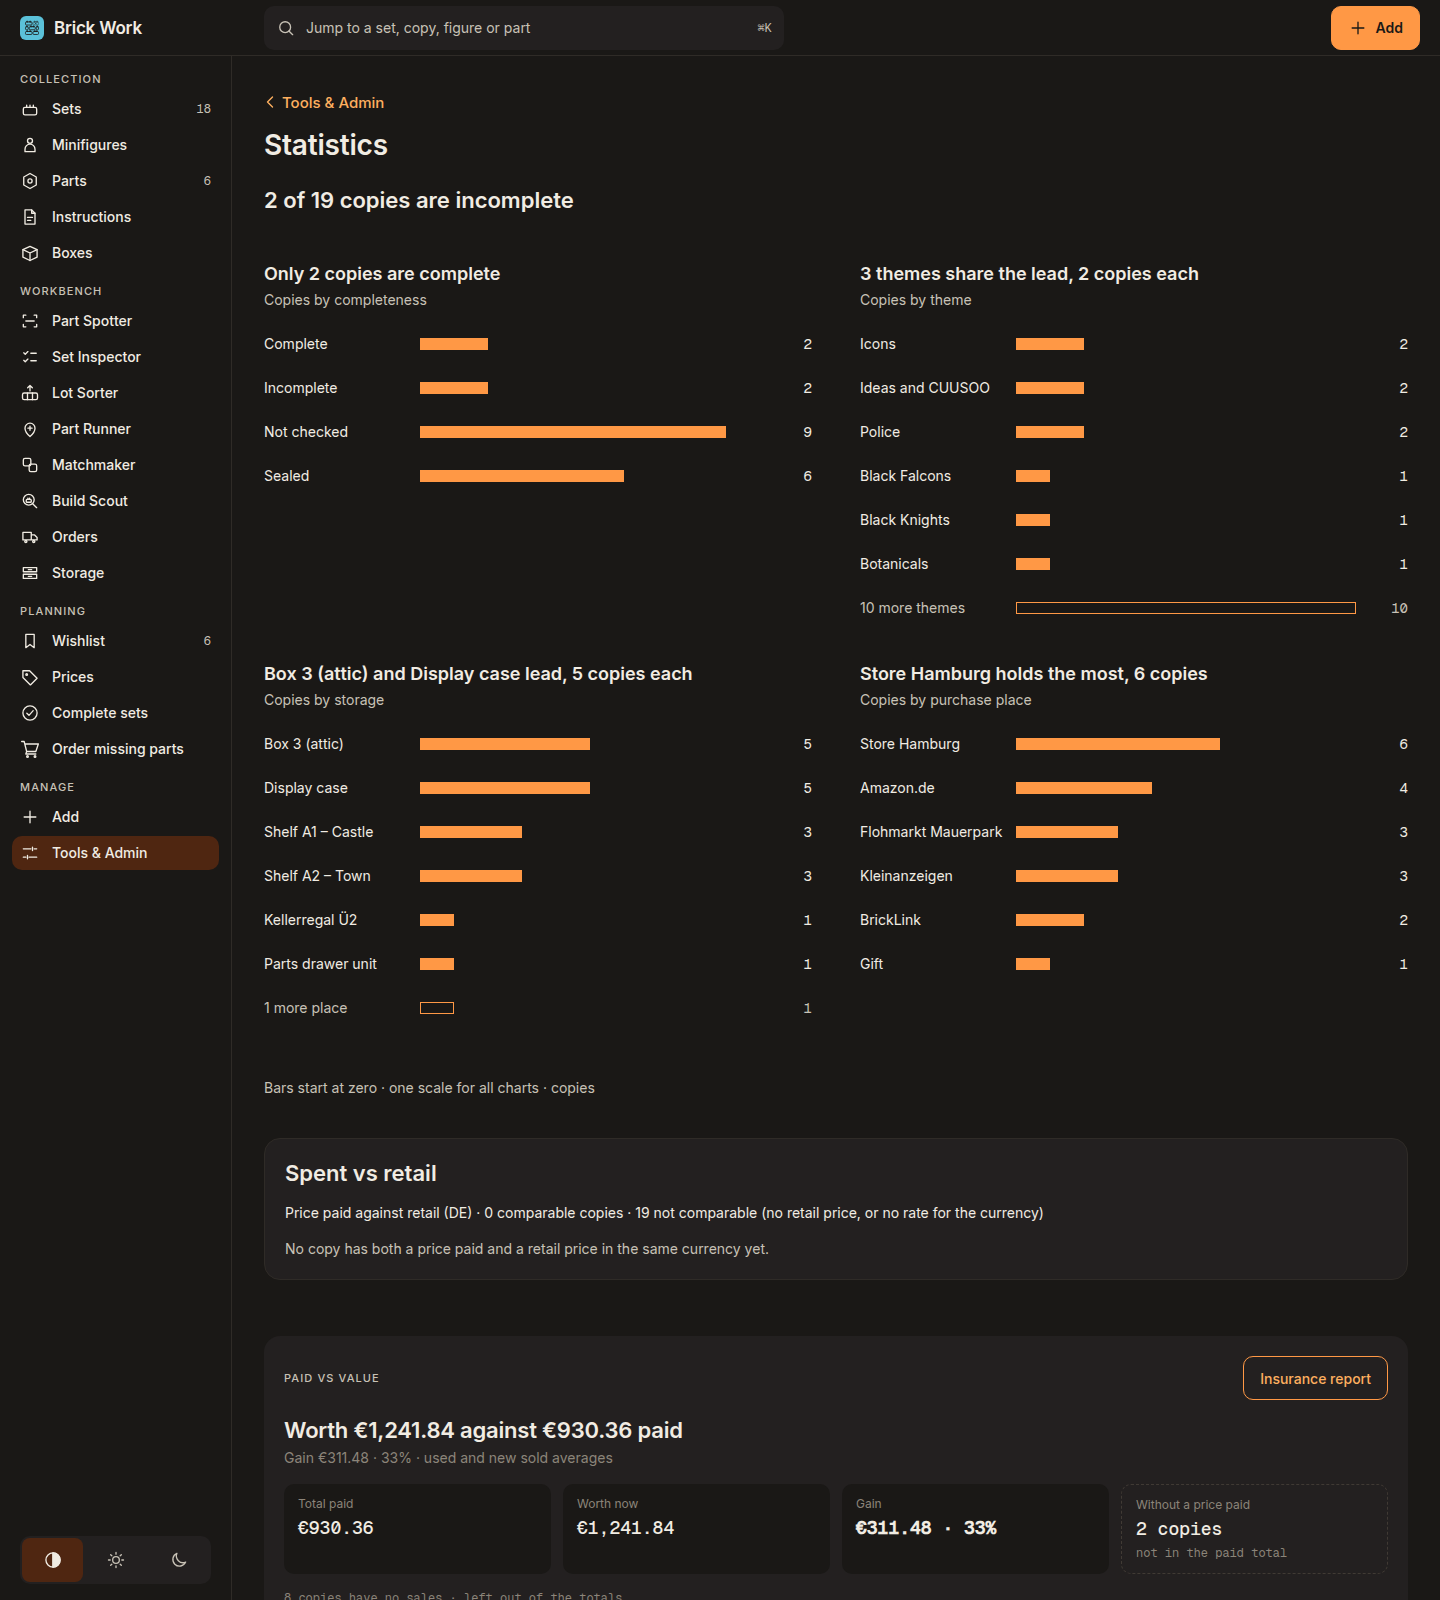 Brick Work
Jump to a set, copy, figure or part
⌘K
Add
COLLECTION
Sets 18
Minifigures
Parts 6
Instructions
Boxes
WORKBENCH
Part Spotter
Set Inspector
Lot Sorter
Part Runner
Matchmaker
Build Scout
Orders
Storage
PLANNING
Wishlist 6
Prices
Complete sets
Order missing parts
MANAGE
Add
Tools & Admin
Tools & Admin
Statistics
2 of 19 copies are incomplete
Only 2 copies are complete
Copies by completeness
Complete 2
Incomplete 2
Not checked 9
Sealed 6
3 themes share the lead, 2 copies each
Copies by theme
Icons 2
Ideas and CUUSOO 2
Police 2
Black Falcons 1
Black Knights 1
Botanicals 1
10 more themes 10
Box 3 (attic) and Display case lead, 5 copies each
Copies by storage
Box 3 (attic) 5
Display case 5
Shelf A1 – Castle 3
Shelf A2 – Town 3
Kellerregal Ü2 1
Parts drawer unit 1
1 more place 1
Store Hamburg holds the most, 6 copies
Copies by purchase place
Store Hamburg 6
Amazon.de 4
Flohmarkt Mauerpark 3
Kleinanzeigen 3
BrickLink 2
Gift 1
Bars start at zero · one scale for all charts · copies
Spent vs retail
Price paid against retail (DE) · 0 comparable copies · 19 not comparable (no retail price, or no rate for the currency)
No copy has both a price paid and a retail price in the same currency yet.
PAID VS VALUE
Insurance report
Worth €1,241.84 against €930.36 paid
Gain €311.48 · 33% · used and new sold averages
Total paid
€930.36
Worth now
€1,241.84
Gain
€311.48 · 33%
Without a price paid
2 copies
not in the paid total
8 copies have no sales · left out of the totals